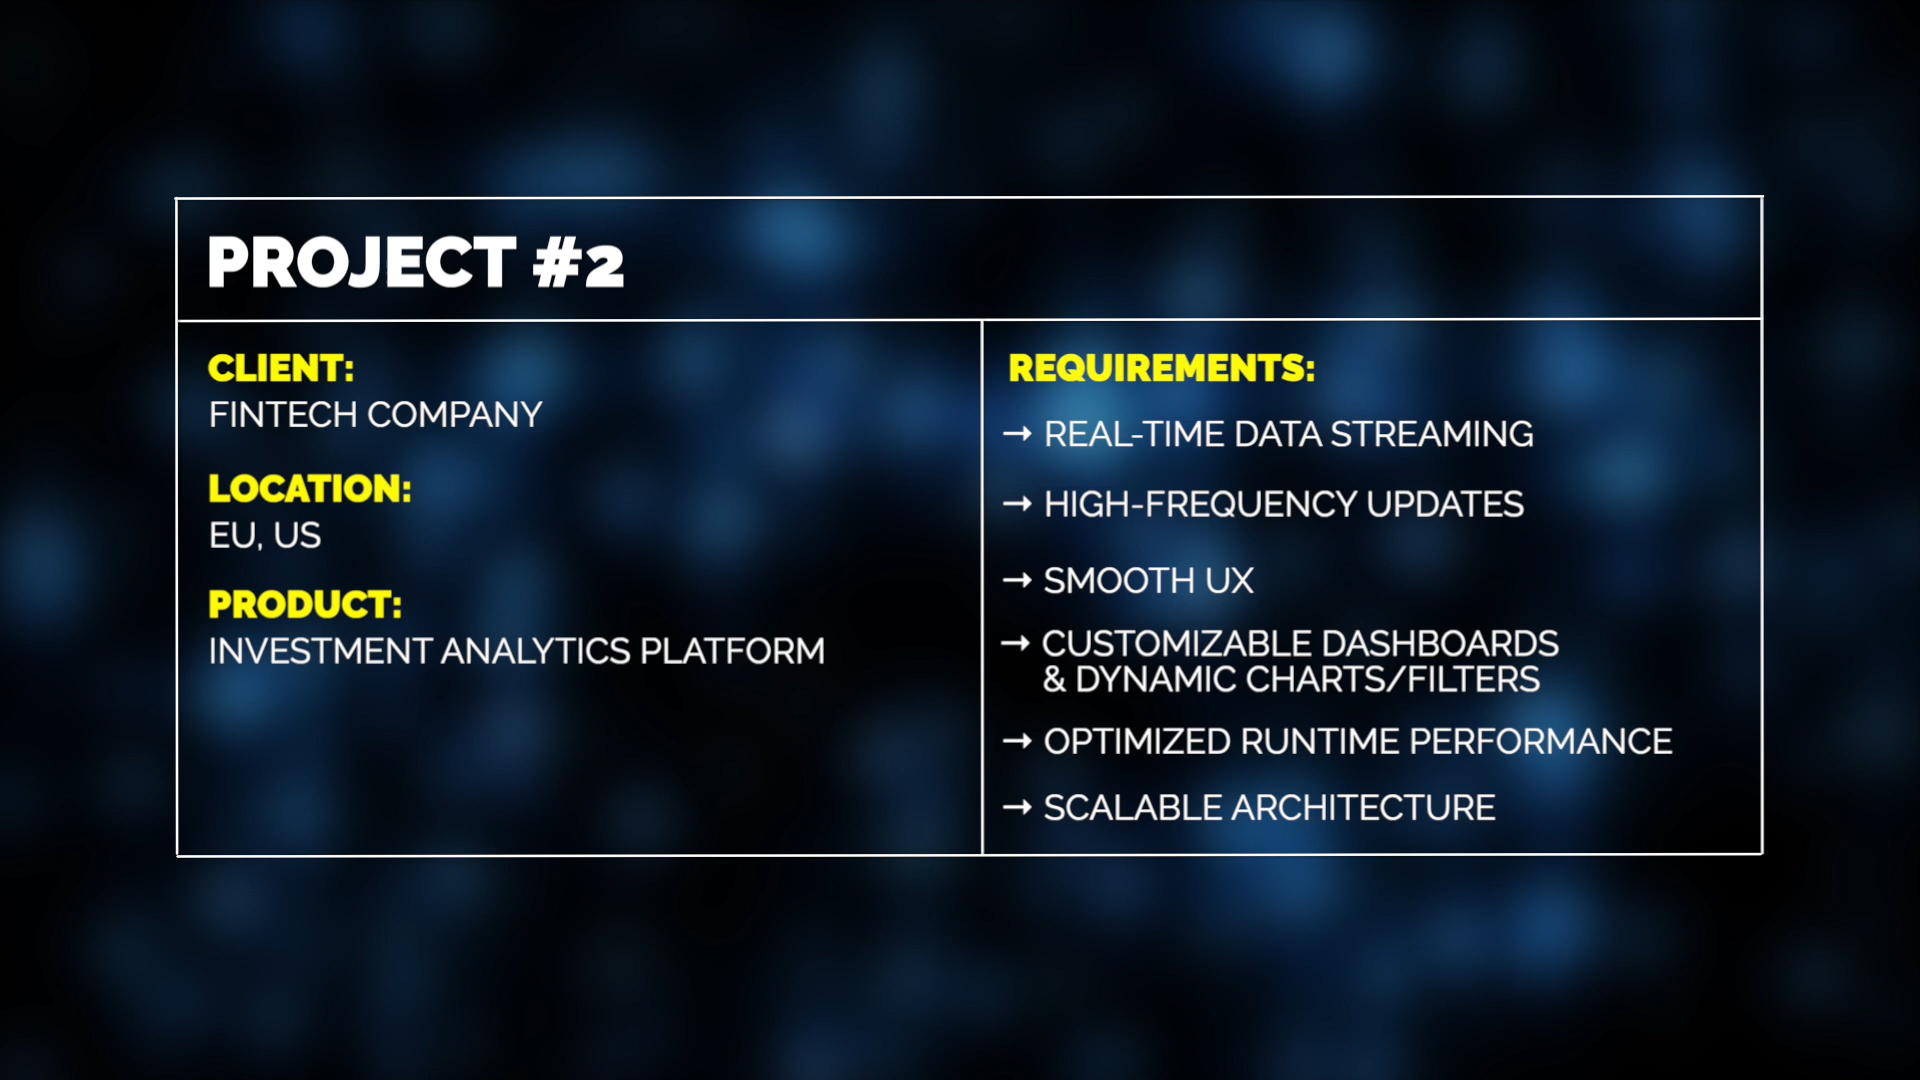 PROJECT #2
CLIENT:
FINTECH COMPANY
LOCATION:
EU, US
PRODUCT:
INVESTMENT ANALYTICS PLATFORM
REQUIREMENTS:
→ REAL-TIME DATA STREAMING
→ HIGH-FREQUENCY UPDATES
→ SMOOTH UX
→ CUSTOMIZABLE DASHBOARDS
& DYNAMIC CHARTS/FILTERS
→ OPTIMIZED RUNTIME PERFORMANCE
→ SCALABLE ARCHITECTURE